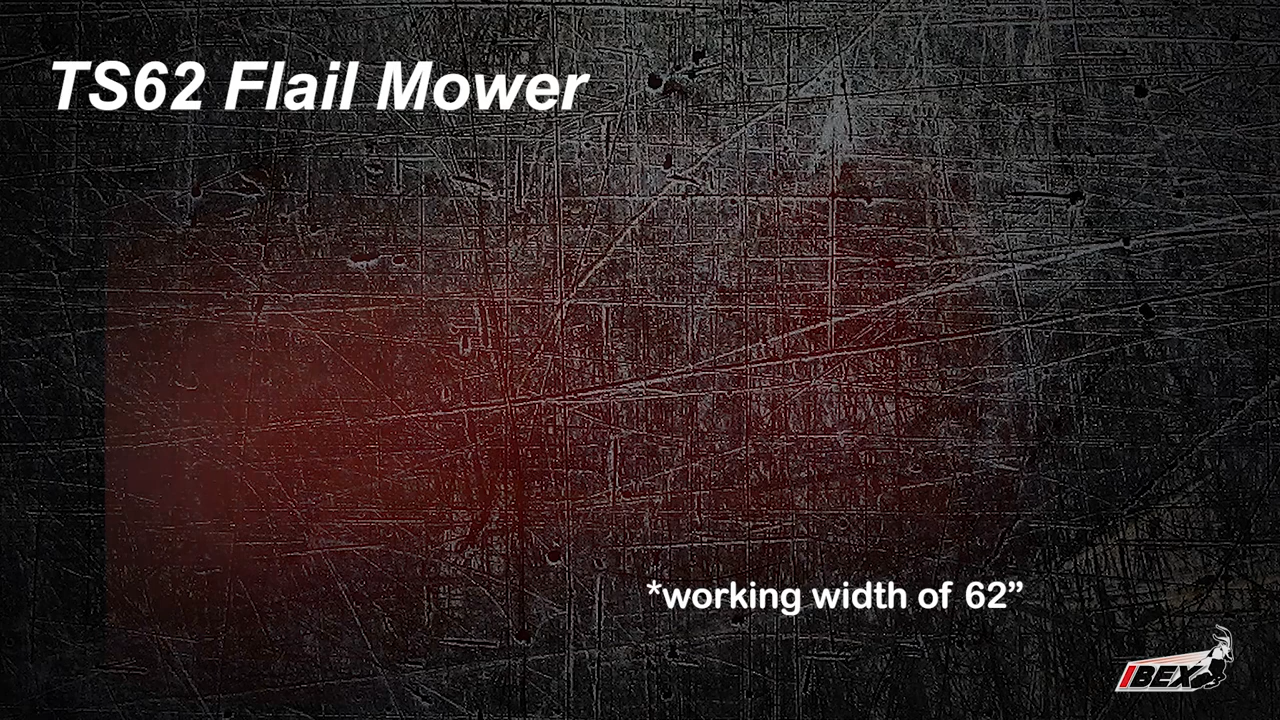 TS62 Flail Mower
*working width of 62”
IBEX